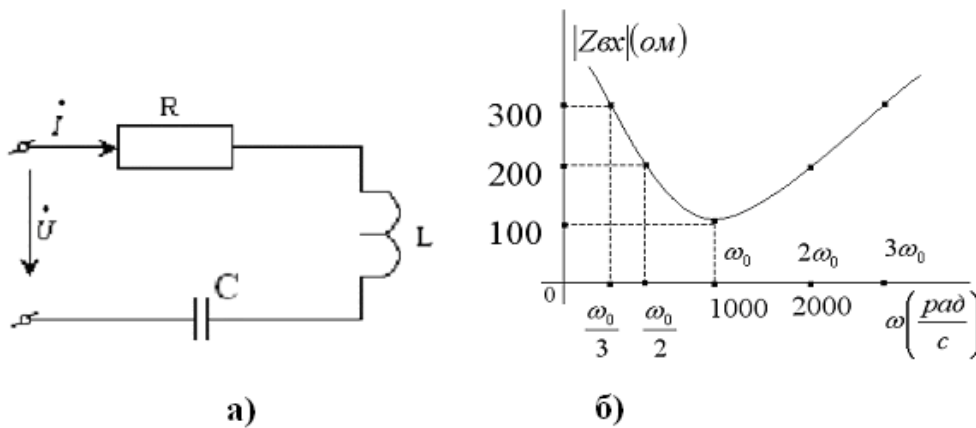 İ
R
U̇
L
C
а)
|Zвх|(ом)
300
200
100
0
ω₀
2ω₀
3ω₀
ω₀/3
ω₀/2
1000
2000
ω(рад/с)
б)